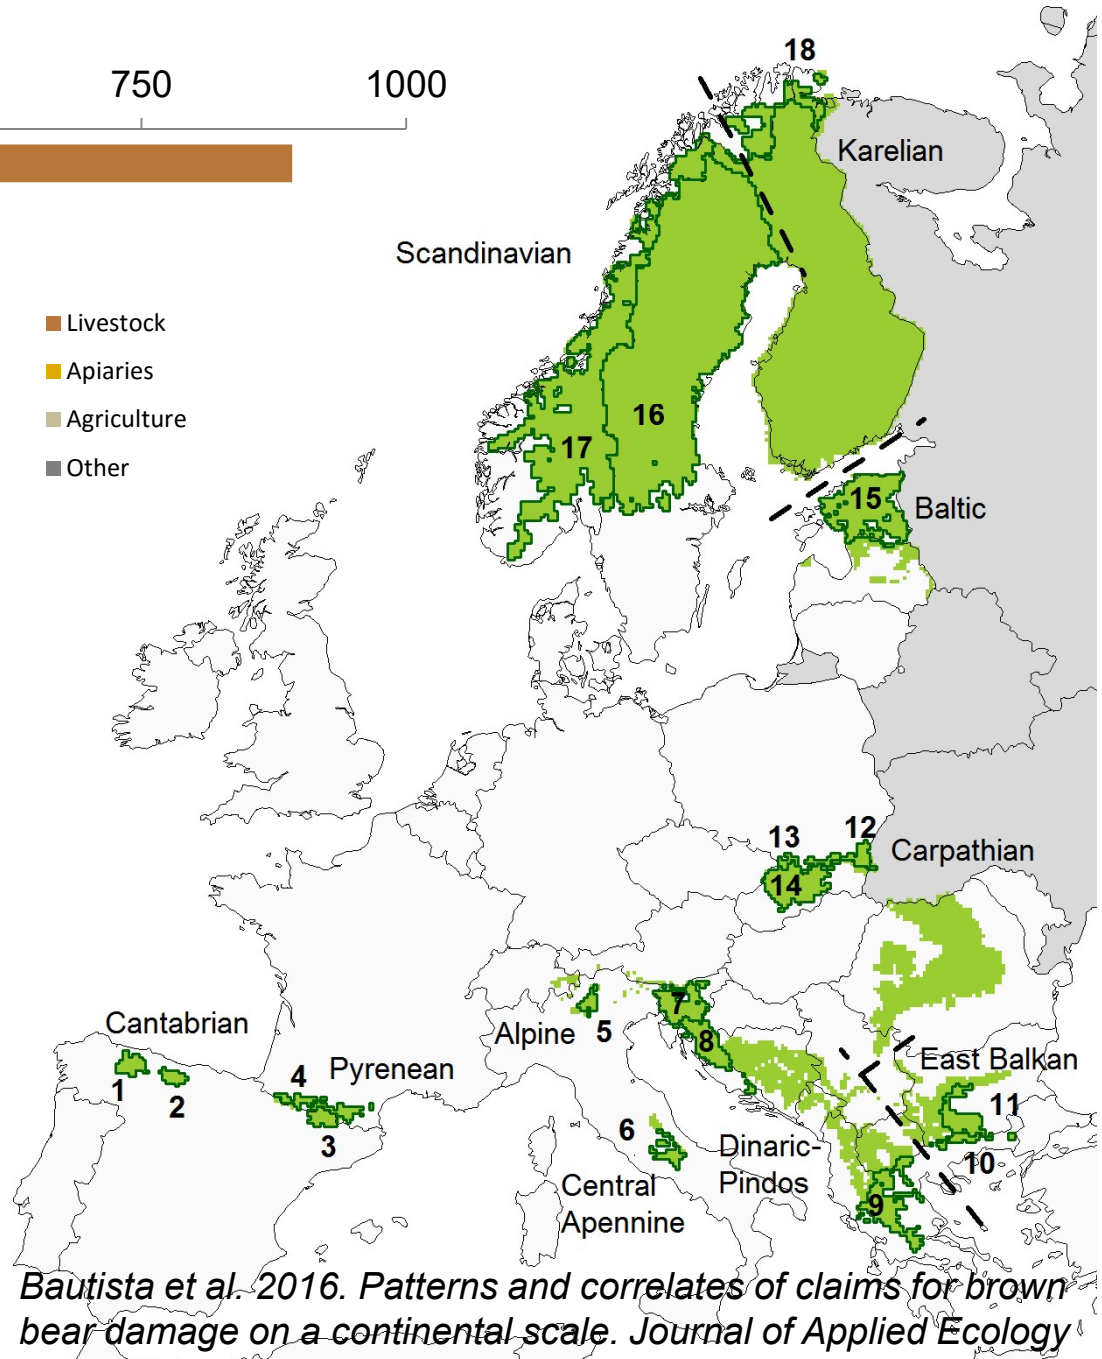 750 1000
18
Karelian
Scandinavian
Livestock
Apiaries
Agriculture
Other
16
17
15
Baltic
13 12
Carpathian
14
Cantabrian
7
Alpine 5
8
East Balkan
4 Pyrenean
1
2
11
3
6
Dinaric-
Pindos
10
Central
Apennine
9
Bautista et al. 2016. Patterns and correlates of claims for brown
bear damage on a continental scale. Journal of Applied Ecology